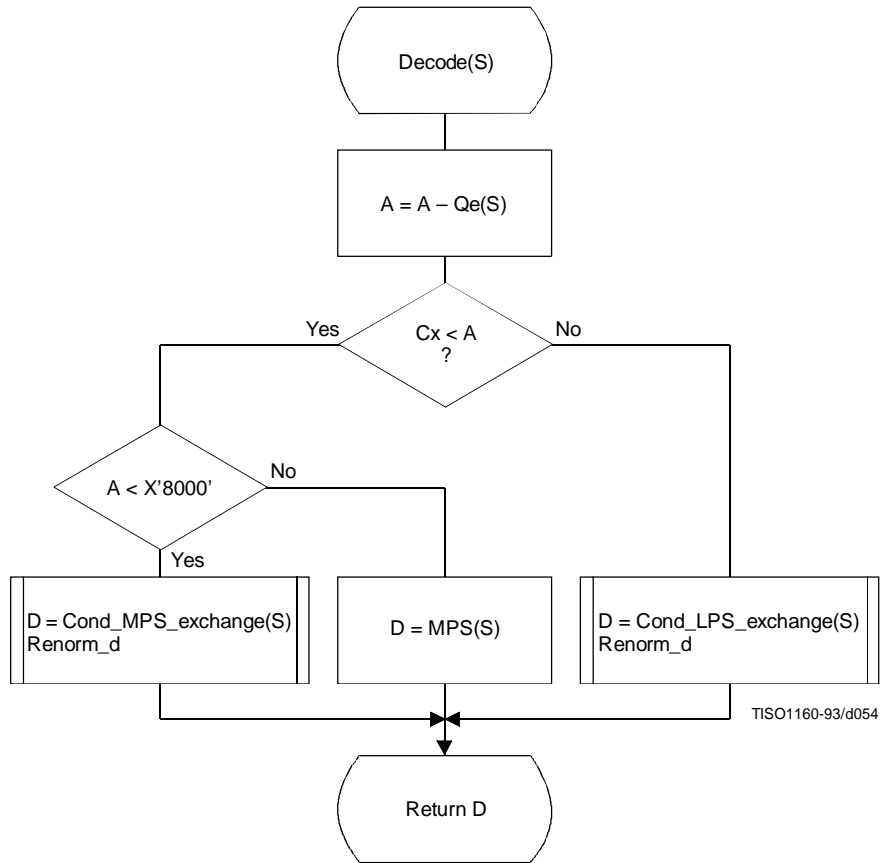 Decode(S)
A = A – Qe(S)
Yes
Cx < A
?
No
A < X’8000’
No
Yes
D = Cond_MPS_exchange(S)
Renorm_d
D = MPS(S)
D = Cond_LPS_exchange(S)
Renorm_d
TISO1160-93/d054
Return D